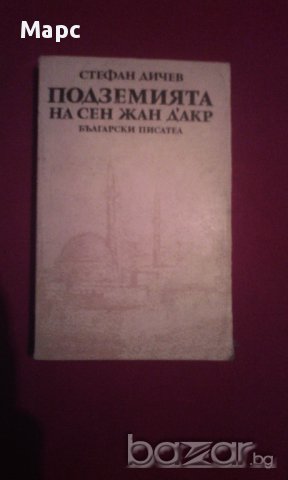 Марс
СТЕФАН ДИЧЕВ
ПОДЗЕМИЯТА
НА СЕН ЖАН Д'АКР
БЪЛГАРСКИ ПИСАТЕЛ
bazar.bg